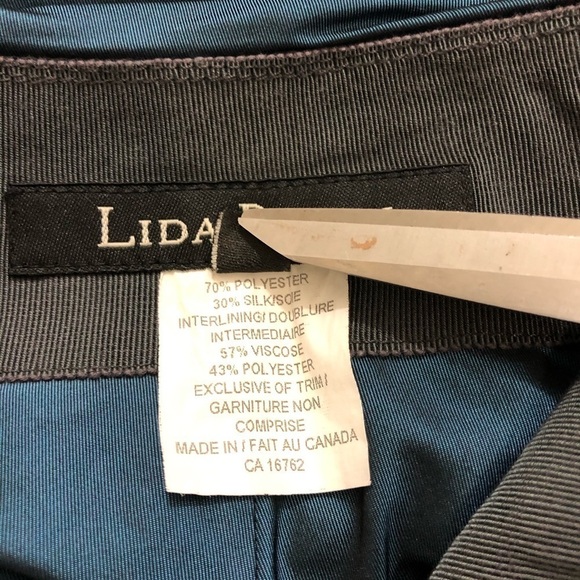 LIDA
70% POLYESTER
30% SILK/SOIE
INTERLINING/ DOUBLURE
INTERMEDIAIRE
57% VISCOSE
43% POLYESTER
EXCLUSIVE OF TRIM /
GARNITURE NON
COMPRISE
MADE IN / FAIT AU CANADA
CA 16762